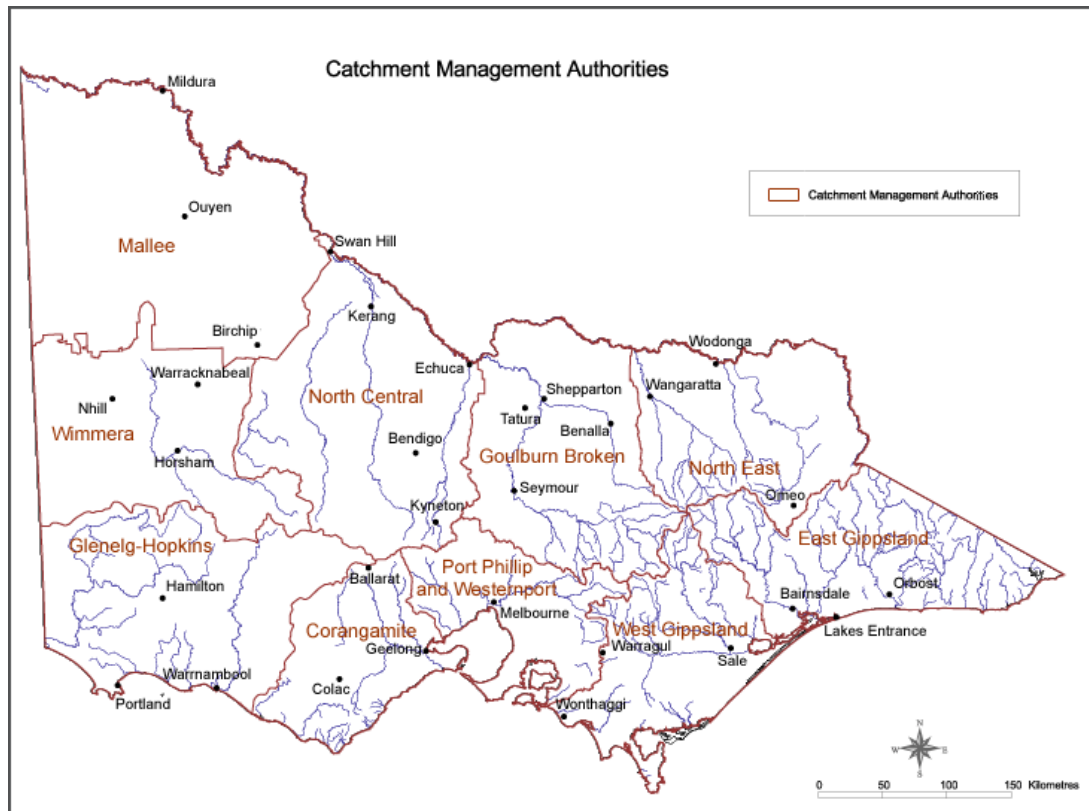 Catchment Management Authorities
Mildura
Catchment Management Authorities
Ouyen
Swan Hill
Mallee
Kerang
Birchip
Wodonga
Echuca
Warracknabeal
Wangaratta
Shepparton
North Central
Nhill
Tatura
Wimmera
Benalla
Bendigo
Goulburn Broken
Horsham
North East
Seymour
Omeo
Kyneton
East Gippsland
Glenelg-Hopkins
Port Phillip
and Westernport
Ballarat
Hamilton
Orbost
Bairnsdale
Melbourne
Corangamite
West Gippsland
Lakes Entrance
Geelong
Warragul
Sale
Warrnambool
Colac
Portland
Wonthaggi
N
W E
S
0 50 100 150 Kilometres